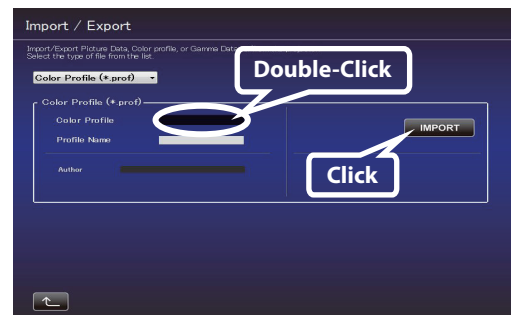 Import / Export
Import/Export Picture Data, Color profile, or Gamma Data
Select the type of file from the list.
Double-Click
Color Profile (*.prof)
Color Profile (*.prof)
Color Profile
IMPORT
Profile Name
Author
Click